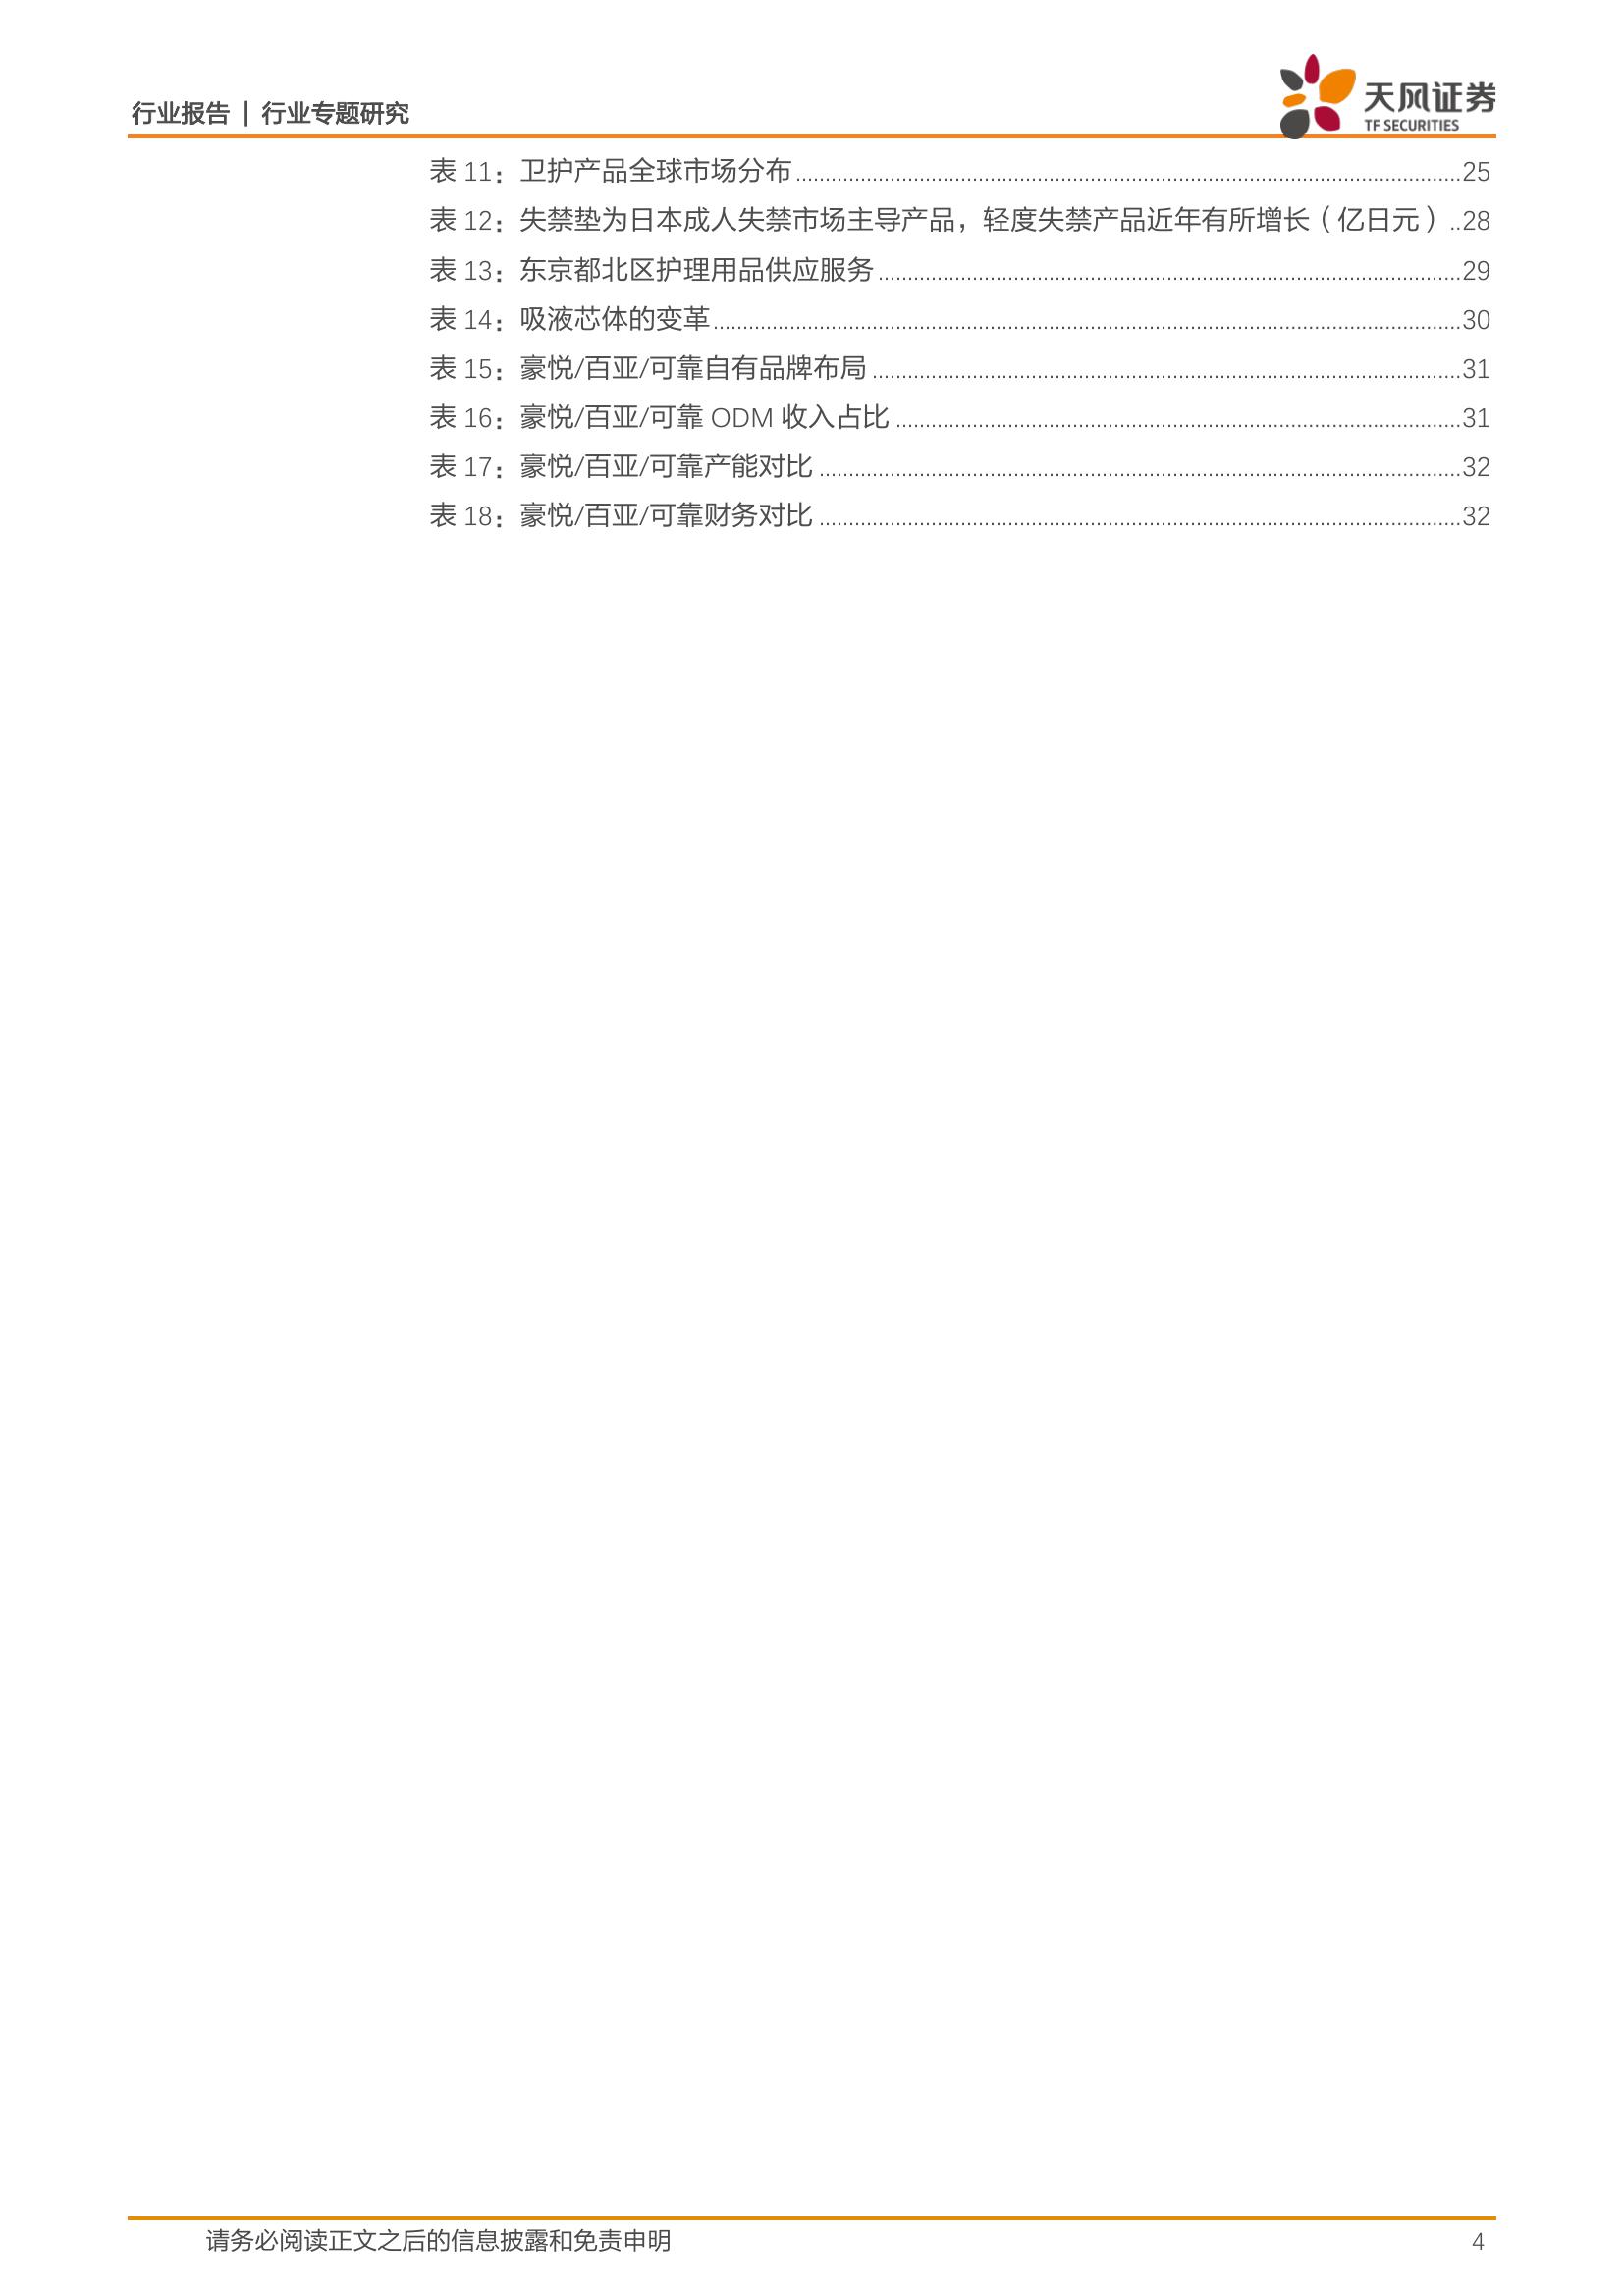 行业报告 | 行业专题研究
天风证券
TF SECURITIES
表 11：卫护产品全球市场分布..........25
表 12：失禁垫为日本成人失禁市场主导产品，轻度失禁产品近年有所增长（亿日元）..28
表 13：东京都北区护理用品供应服务..........29
表 14：吸液芯体的变革..........30
表 15：豪悦/百亚/可靠自有品牌布局..........31
表 16：豪悦/百亚/可靠 ODM 收入占比..........31
表 17：豪悦/百亚/可靠产能对比..........32
表 18：豪悦/百亚/可靠财务对比..........32
请务必阅读正文之后的信息披露和免责申明 4